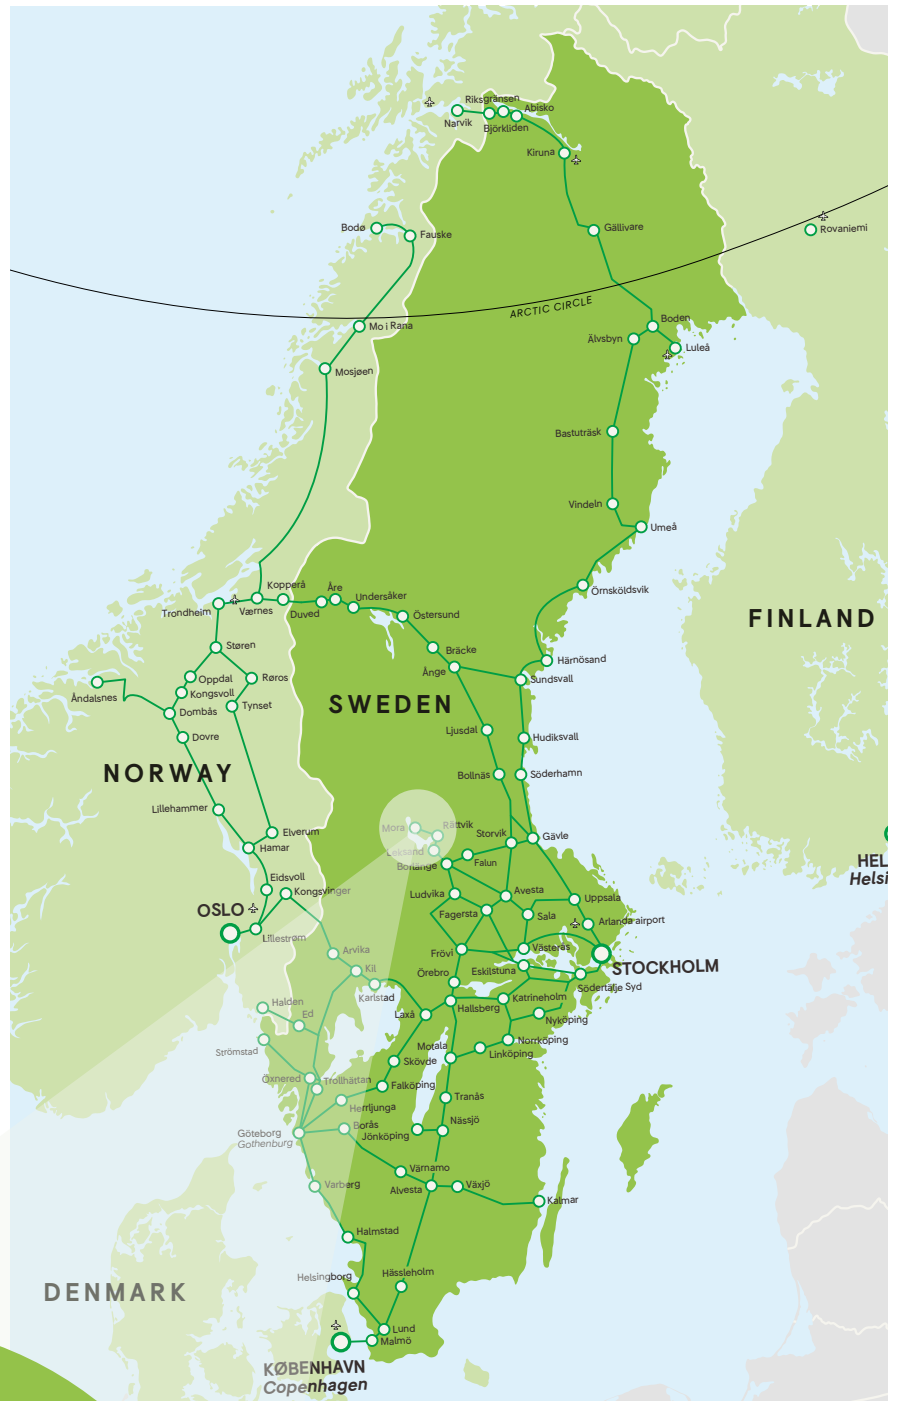 Riksgränsen
Abisko
Narvik
Björkliden
Kiruna
Bodø
Fauske
Gällivare
Rovaniemi
ARCTIC CIRCLE
Mo i Rana
Boden
Älvsbyn
Luleå
Mosjøen
Bastuträsk
Vindeln
Umeå
Kopperå
Åre
Undersåker
Örnsköldsvik
Trondheim
Værnes
Duved
Östersund
FINLAND
Støren
Bräcke
Härnösand
Ånge
Sundsvall
Oppdal
Røros
Åndalsnes
Kongsvoll
Tynset
SWEDEN
Dombås
Ljusdal
Hudiksvall
Dovre
NORWAY
Bollnäs
Söderhamn
Lillehammer
Mora
Rättvik
Elverum
Storvik
Gävle
Hamar
Leksand
Borlänge
Falun
HEL
Helsi
Eidsvoll
Kongsvinger
Ludvika
Avesta
Uppsala
OSLO
Fagersta
Sala
Arlanda airport
Lillestrøm
Arvika
Frövi
Västerås
STOCKHOLM
Kil
Örebro
Eskilstuna
Södertälje Syd
Karlstad
Halden
Ed
Laxå
Hallsberg
Katrineholm
Nyköping
Strömstad
Motala
Norrköping
Linköping
Skövde
Öxnered
Trollhättan
Falköping
Tranås
Herrljunga
Göteborg
Gothenburg
Borås
Jönköping
Nässjö
Värnamo
Varberg
Alvesta
Växjö
Kalmar
Halmstad
Helsingborg
Hässleholm
DENMARK
Lund
Malmö
KØBENHAVN
Copenhagen